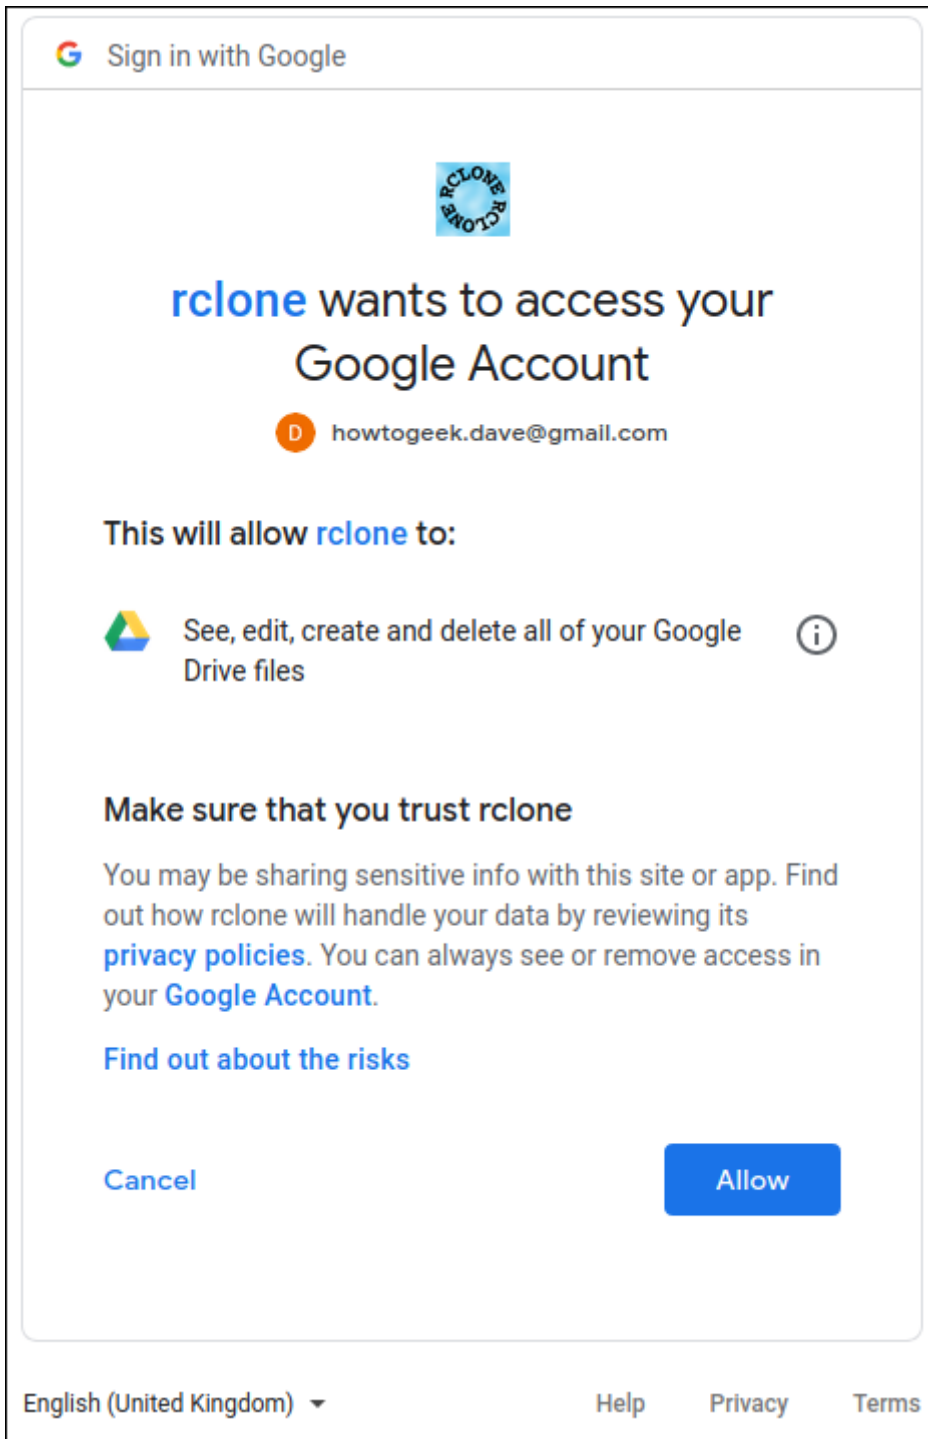 Sign in with Google
RCLONE RCLONE
rclone wants to access your
Google Account
D howtogeek.dave@gmail.com
This will allow rclone to:
See, edit, create and delete all of your Google
Drive files
Make sure that you trust rclone
You may be sharing sensitive info with this site or app. Find
out how rclone will handle your data by reviewing its
privacy policies. You can always see or remove access in
your Google Account.
Find out about the risks
Cancel Allow
English (United Kingdom) Help Privacy Terms